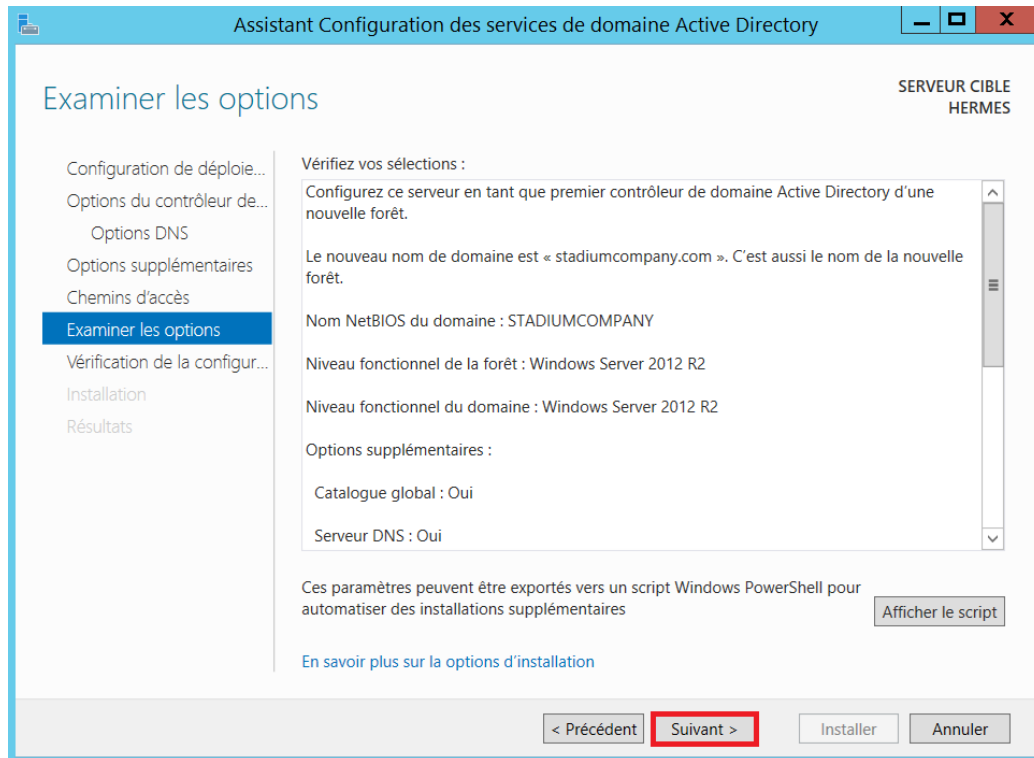 Assistant Configuration des services de domaine Active Directory
Examiner les options
SERVEUR CIBLE
HERMES
Configuration de déploie...
Options du contrôleur de...
Options DNS
Options supplémentaires
Chemins d'accès
Examiner les options
Vérification de la configur...
Installation
Résultats
Vérifiez vos sélections :
Configurez ce serveur en tant que premier contrôleur de domaine Active Directory d'une
nouvelle forêt.
Le nouveau nom de domaine est « stadiumcompany.com ». C'est aussi le nom de la nouvelle
forêt.
Nom NetBIOS du domaine : STADIUMCOMPANY
Niveau fonctionnel de la forêt : Windows Server 2012 R2
Niveau fonctionnel du domaine : Windows Server 2012 R2
Options supplémentaires :
Catalogue global : Oui
Serveur DNS : Oui
Ces paramètres peuvent être exportés vers un script Windows PowerShell pour
automatiser des installations supplémentaires
Afficher le script
En savoir plus sur la options d'installation
< Précédent
Suivant >
Installer
Annuler